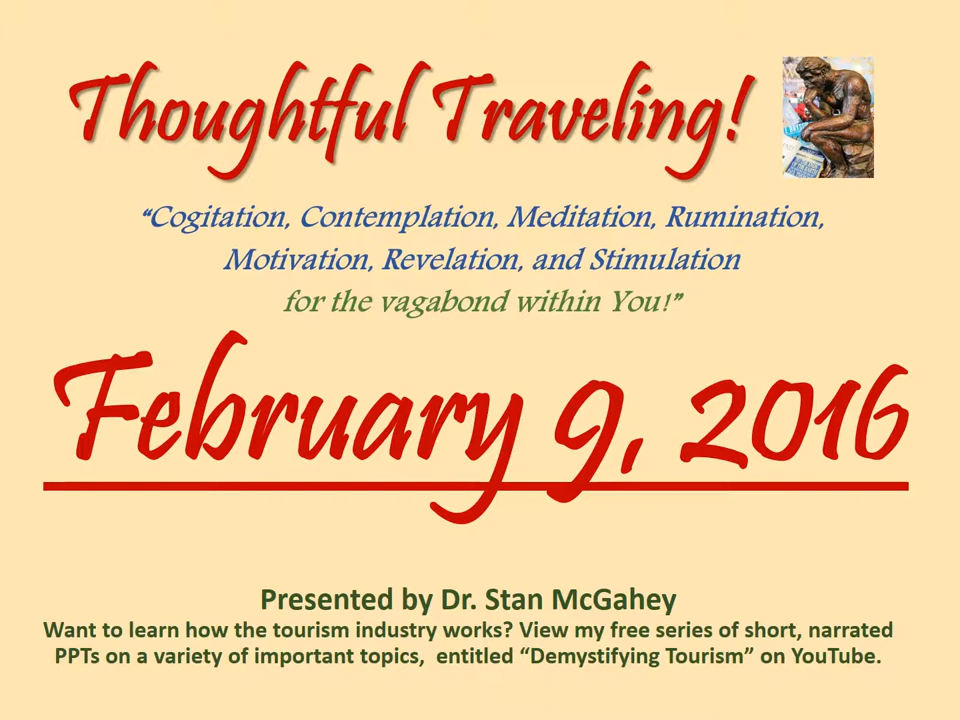 Thoughtful Traveling!
“Cogitation, Contemplation, Meditation, Rumination,
Motivation, Revelation, and Stimulation
for the vagabond within You!”
February 9, 2016
Presented by Dr. Stan McGahey
Want to learn how the tourism industry works? View my free series of short, narrated
PPTs on a variety of important topics,  entitled “Demystifying Tourism” on YouTube.